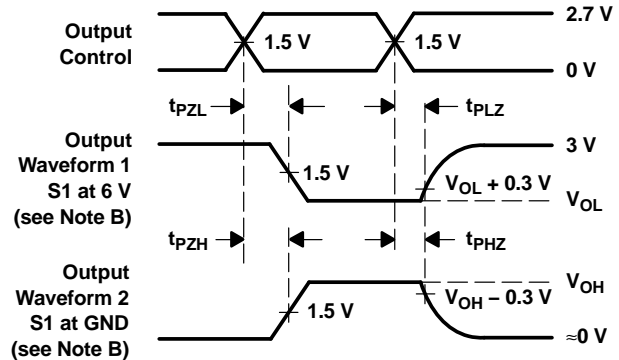 2.7 V
Output
Control
1.5 V
1.5 V
0 V
tPZL
tPLZ
Output
Waveform 1
S1 at 6 V
(see Note B)
3 V
1.5 V
VOL + 0.3 V
VOL
tPZH
tPHZ
Output
Waveform 2
S1 at GND
(see Note B)
VOH
1.5 V
VOH − 0.3 V
≈0 V